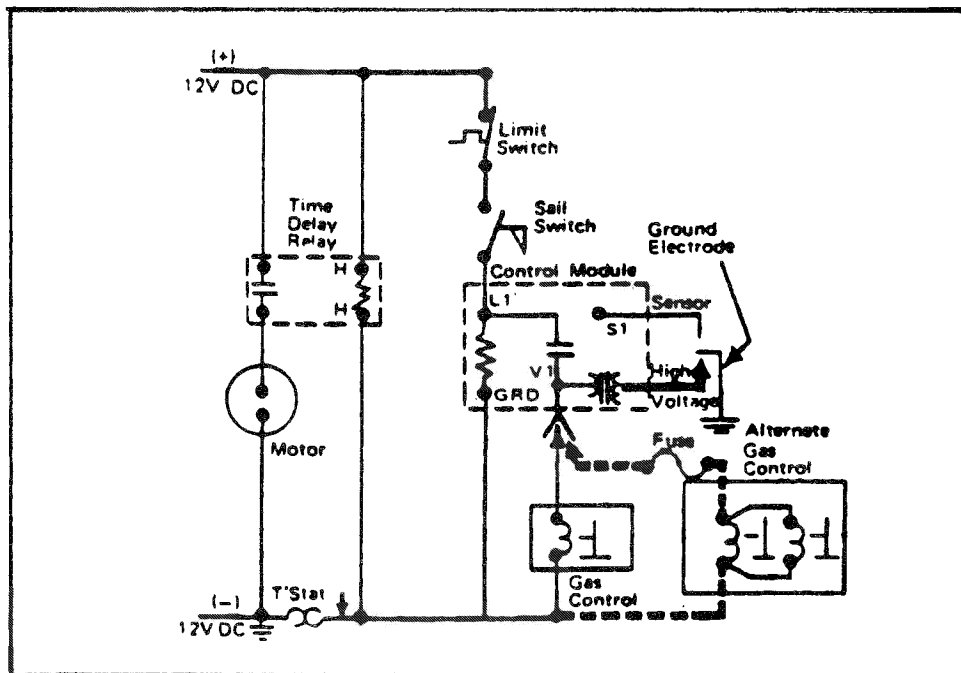 (+)
12V DC
Limit
Switch
Time
Delay
Relay
Sail
Switch
Ground
Electrode
H
H
Control Module
L1
Sensor
S1
V1
High
Voltage
GRD
Motor
Fuse
Alternate
Gas
Control
Gas
Control
(-)
12V DC
T'Stat